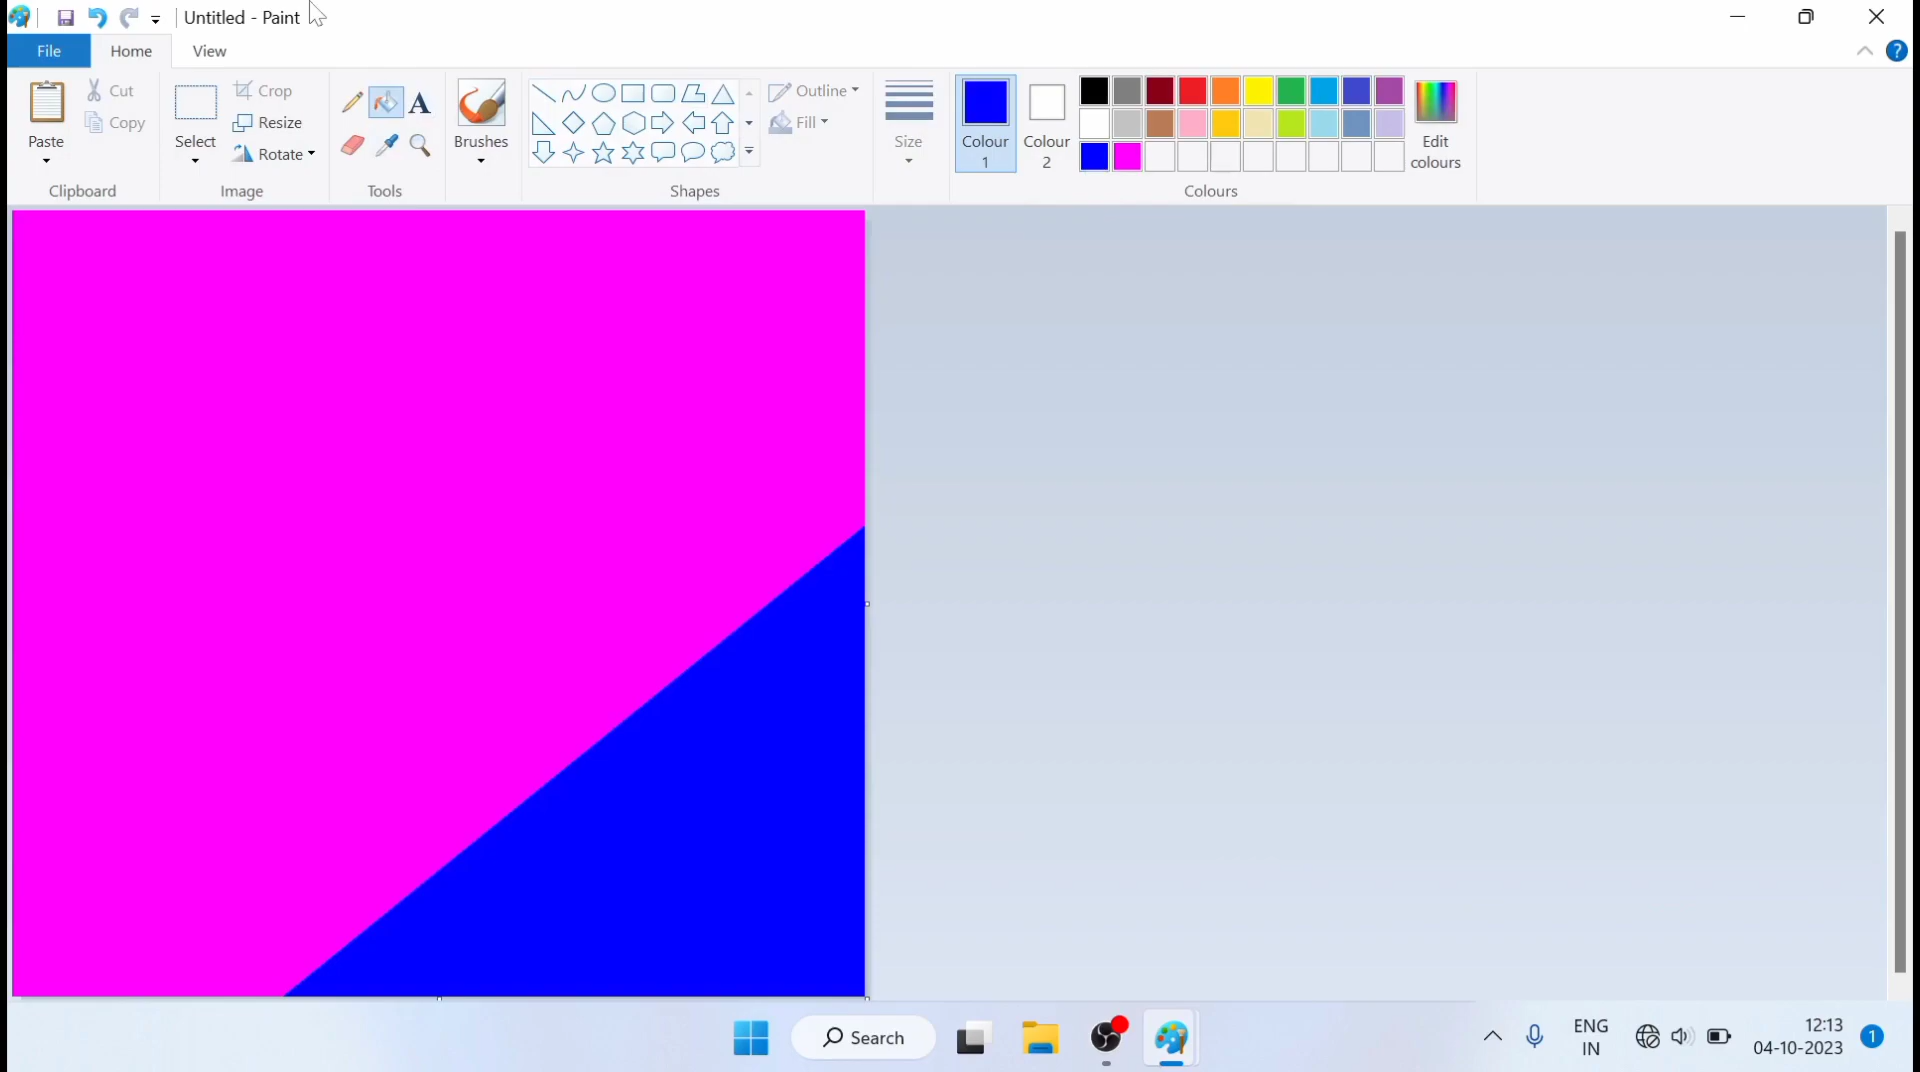 Untitled - Paint
File Home View ?
Paste
Cut
Copy
Clipboard
Select
Crop
Resize
Rotate
Image
A
Tools
Brushes
Shapes
Outline
Fill
Size
Colour
1
Colour
2
Edit
colours
Colours
Search
ENG
IN
12:13
04-10-2023
1